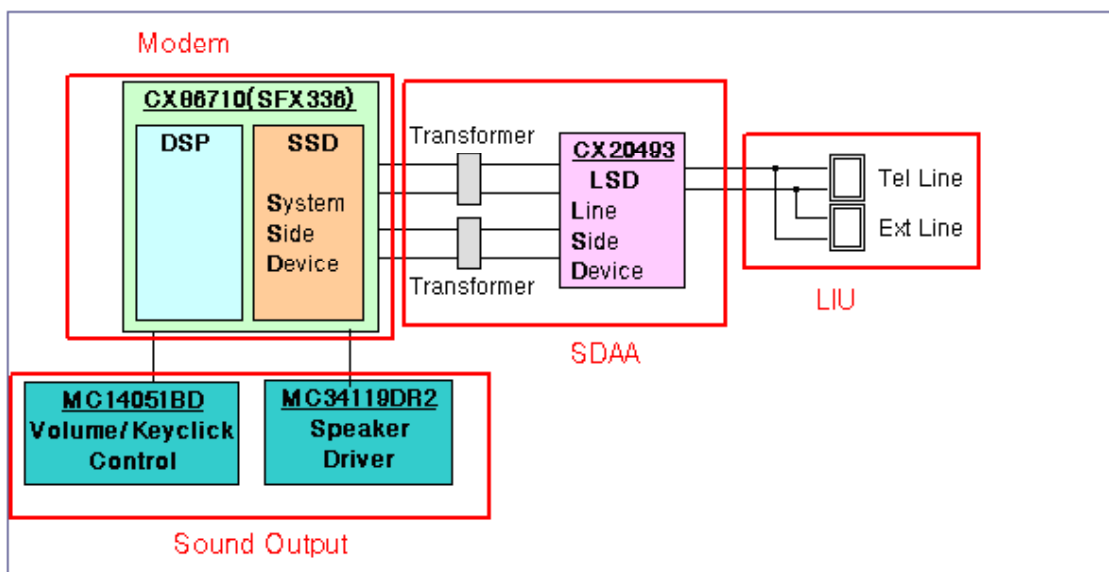 Modem
CX86710(SFX336)
DSP
SSD
System
Side
Device
Transformer
Transformer
CX20493
LSD
Line
Side
Device
SDAA
Tel Line
Ext Line
LIU
MC14051BD
Volume/Keyclick
Control
MC34119DR2
Speaker
Driver
Sound Output